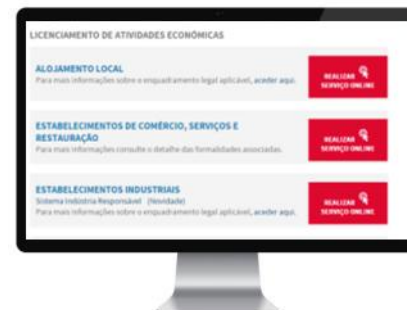 LICENCIAMENTO DE ATIVIDADES ECONÓMICAS
ALOJAMENTO LOCAL
Para mais informações sobre o enquadramento legal aplicável, aceder aqui.
REALIZAR
SERVIÇO ONLINE
ESTABELECIMENTOS DE COMÉRCIO, SERVIÇOS E
RESTAURAÇÃO
Para mais informações consulte o detalhe das formalidades associadas.
REALIZAR
SERVIÇO ONLINE
ESTABELECIMENTOS INDUSTRIAIS
Sistema Indústria Responsável (Novidade)
Para mais informações sobre o enquadramento legal aplicável, aceder aqui.
REALIZAR
SERVIÇO ONLINE